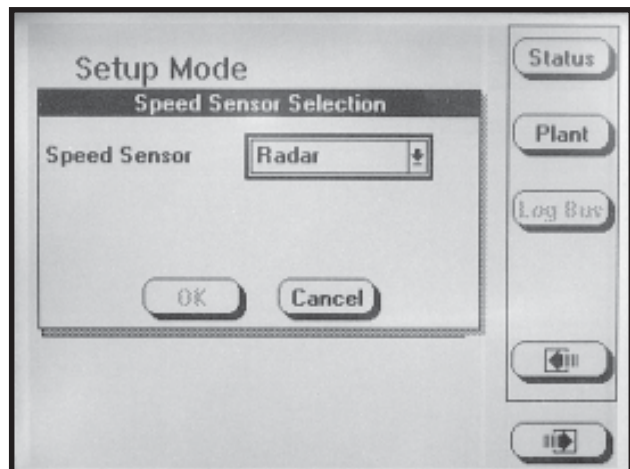 Setup Mode
Speed Sensor Selection
Speed Sensor
Radar
OK
Cancel
Status
Plant
Log Bus